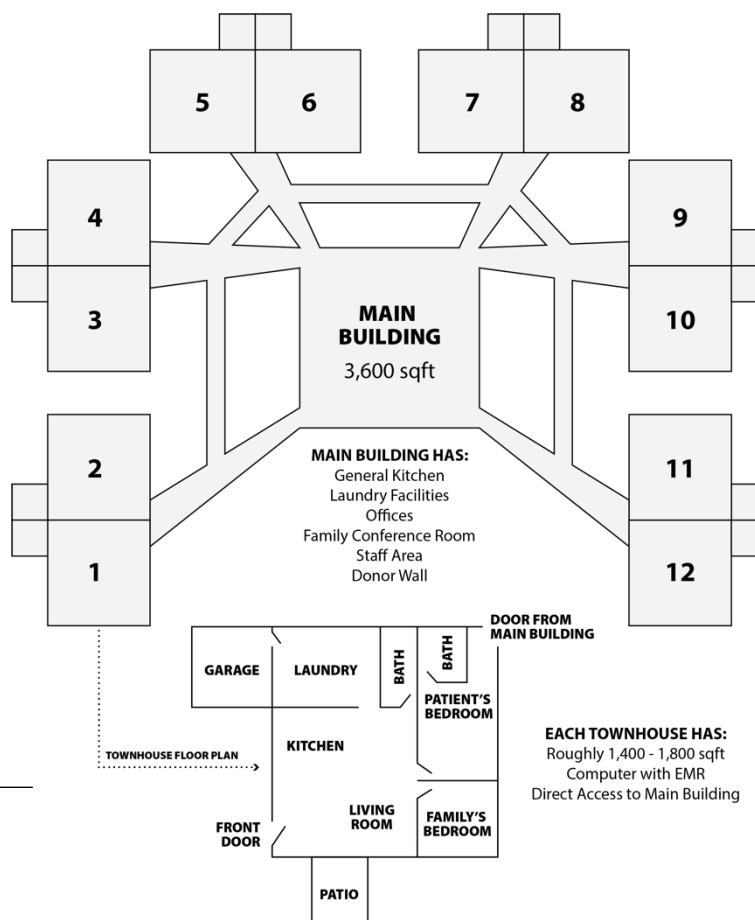 5
6
7
8
4
9
3
10
MAIN
BUILDING
3,600 sqft
2
11
1
12
MAIN BUILDING HAS:
General Kitchen
Laundry Facilities
Offices
Family Conference Room
Staff Area
Donor Wall
DOOR FROM
MAIN BUILDING
GARAGE
LAUNDRY
BATH
BATH
PATIENT'S
BEDROOM
KITCHEN
TOWNHOUSE FLOOR PLAN
LIVING
ROOM
FAMILY'S
BEDROOM
FRONT
DOOR
PATIO
EACH TOWNHOUSE HAS:
Roughly 1,400 - 1,800 sqft
Computer with EMR
Direct Access to Main Building